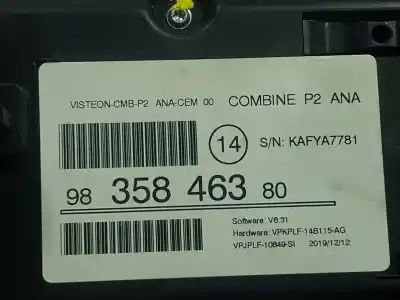 VISTEON-CMB-P2 ANA-CEM 00 COMBINE P2 ANA
14 S/N: KAFYA7781
98 358 463 80
Software: V6.31
Hardware: VPKPLF-14B115-AG
VPJPLF-10849-SI 2019/12/12